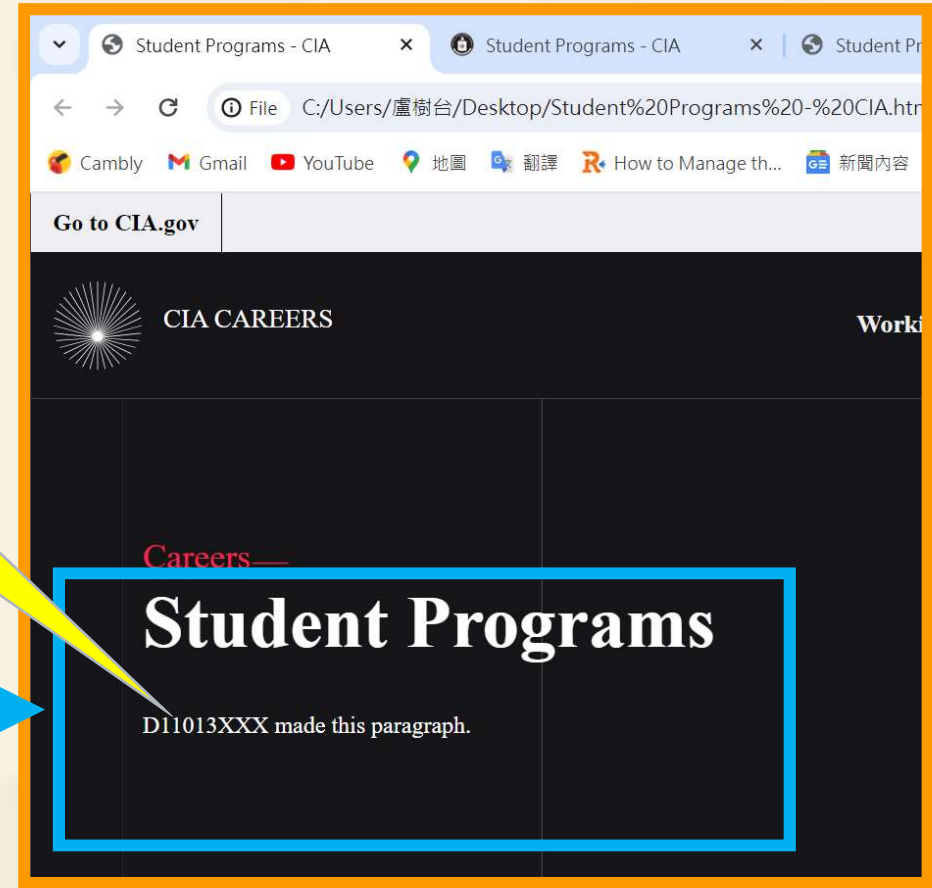 Student Programs - CIA
Student Programs - CIA
Student Pr
File C:/Users/盧樹台/Desktop/Student%20Programs%20-%20CIA.htm
Cambly Gmail YouTube 地圖 翻譯 How to Manage th... 新聞內容
Go to CIA.gov
CIA CAREERS
Worki
Careers—
Student Programs
D11013XXX made this paragraph.